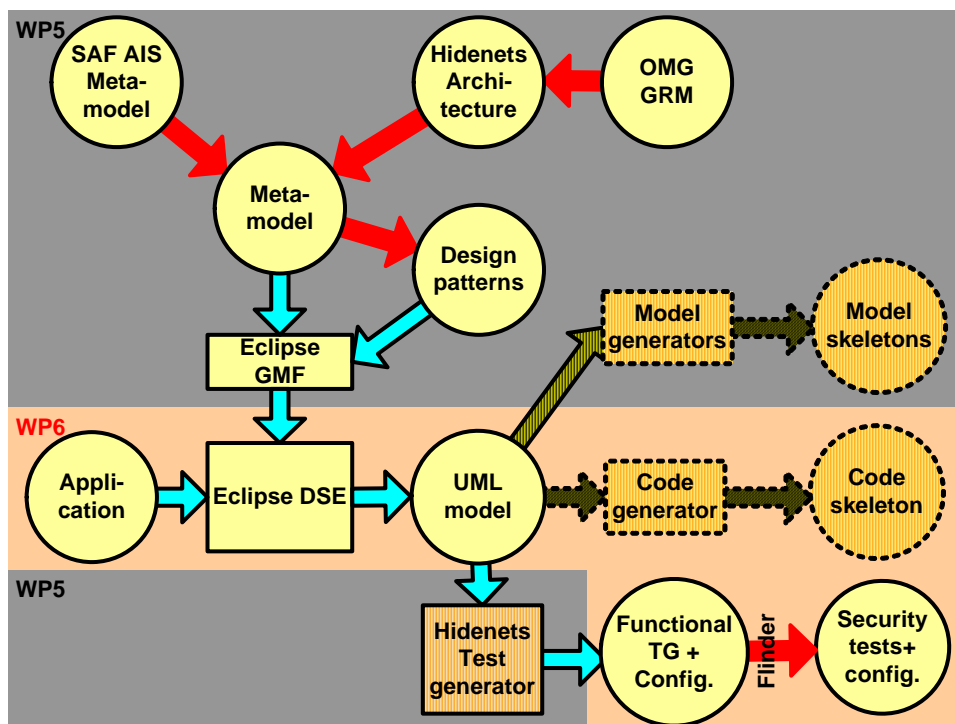 WP5
SAF AIS
Meta-
model
Hidenets
Archi-
tecture
OMG
GRM
Meta-
model
Design
patterns
Eclipse
GMF
Model
generators
Model
skeletons
WP6
Appli-
cation
Eclipse DSE
UML
model
Code
generator
Code
skeleton
WP5
Hidenets
Test
generator
Functional
TG +
Config.
Flinder
Security
tests+
config.